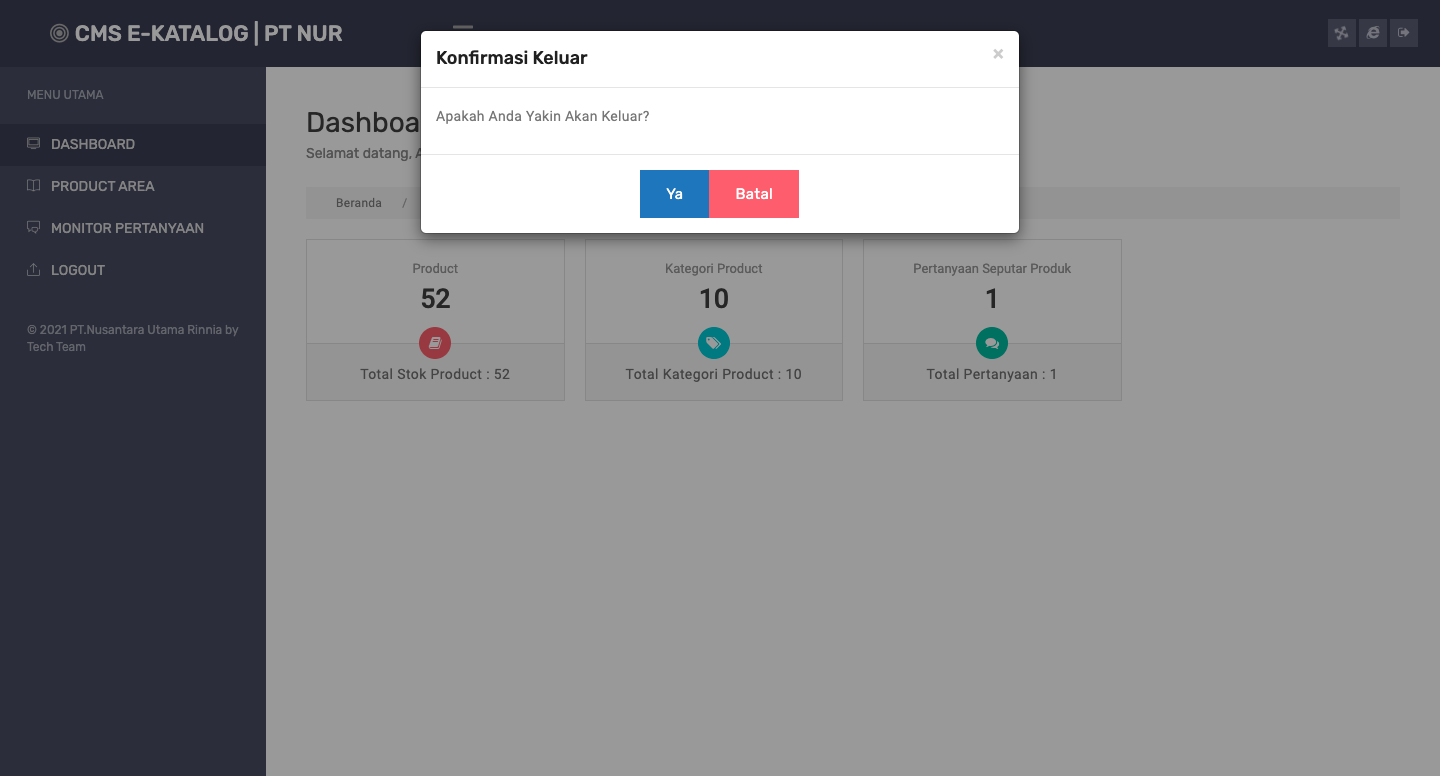 CMS E-KATALOG | PT NUR
Konfirmasi Keluar
×
Apakah Anda Yakin Akan Keluar?
Ya
Batal
MENU UTAMA
DASHBOARD
PRODUCT AREA
MONITOR PERTANYAAN
LOGOUT
© 2021 PT.Nusantara Utama Rinnia by
Tech Team
Dashboa
Selamat datang, A
Beranda /
Product
52
Total Stok Product : 52
Kategori Product
10
Total Kategori Product : 10
Pertanyaan Seputar Produk
1
Total Pertanyaan : 1